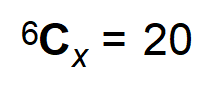 ⁶Cₓ = 20